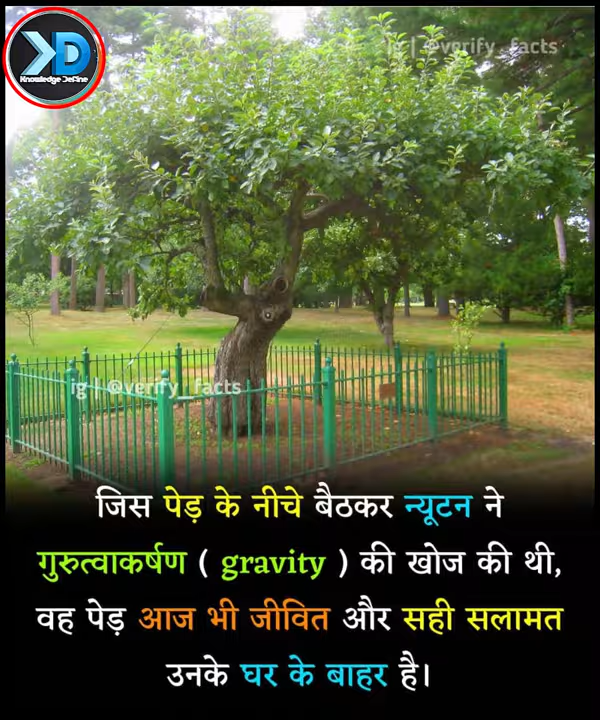 Knowledge Define
ig | @verify_facts
ig | @verify_facts
जिस पेड़ के नीचे बैठकर न्यूटन ने
गुरुत्वाकर्षण ( gravity ) की खोज की थी,
वह पेड़ आज भी जीवित और सही सलामत
उनके घर के बाहर है।